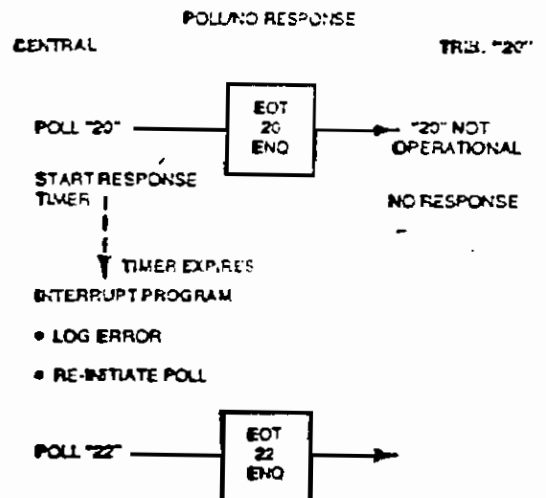 POLL/NO RESPONSE
CENTRAL
TRIB. "20"
EOT
20
ENQ
POLL "20"
"20" NOT
OPERATIONAL
START RESPONSE
TIMER
NO RESPONSE
TIMER EXPIRES
INTERRUPT PROGRAM
• LOG ERROR
• RE-INITIATE POLL
POLL "22"
EOT
22
ENQ